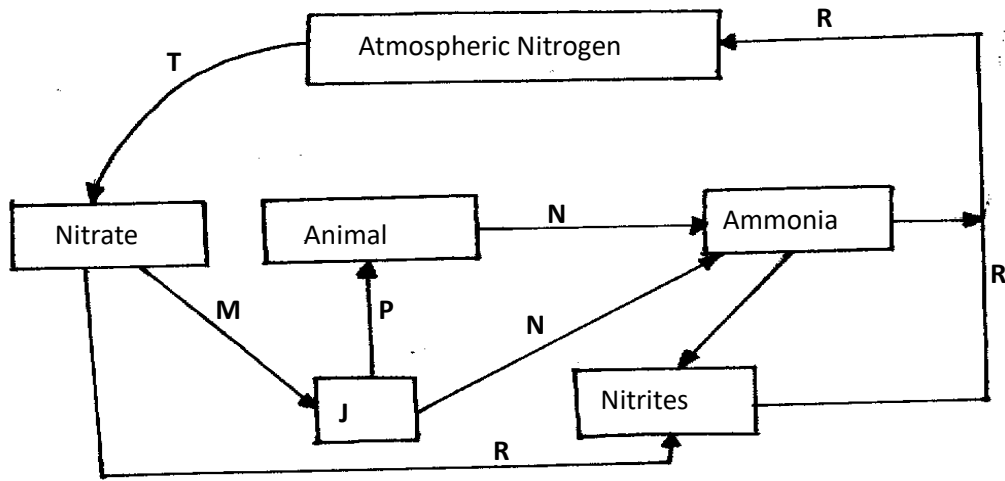 R
Atmospheric Nitrogen
T
Nitrate
Animal
N
Ammonia
M
P
N
R
J
Nitrites
R